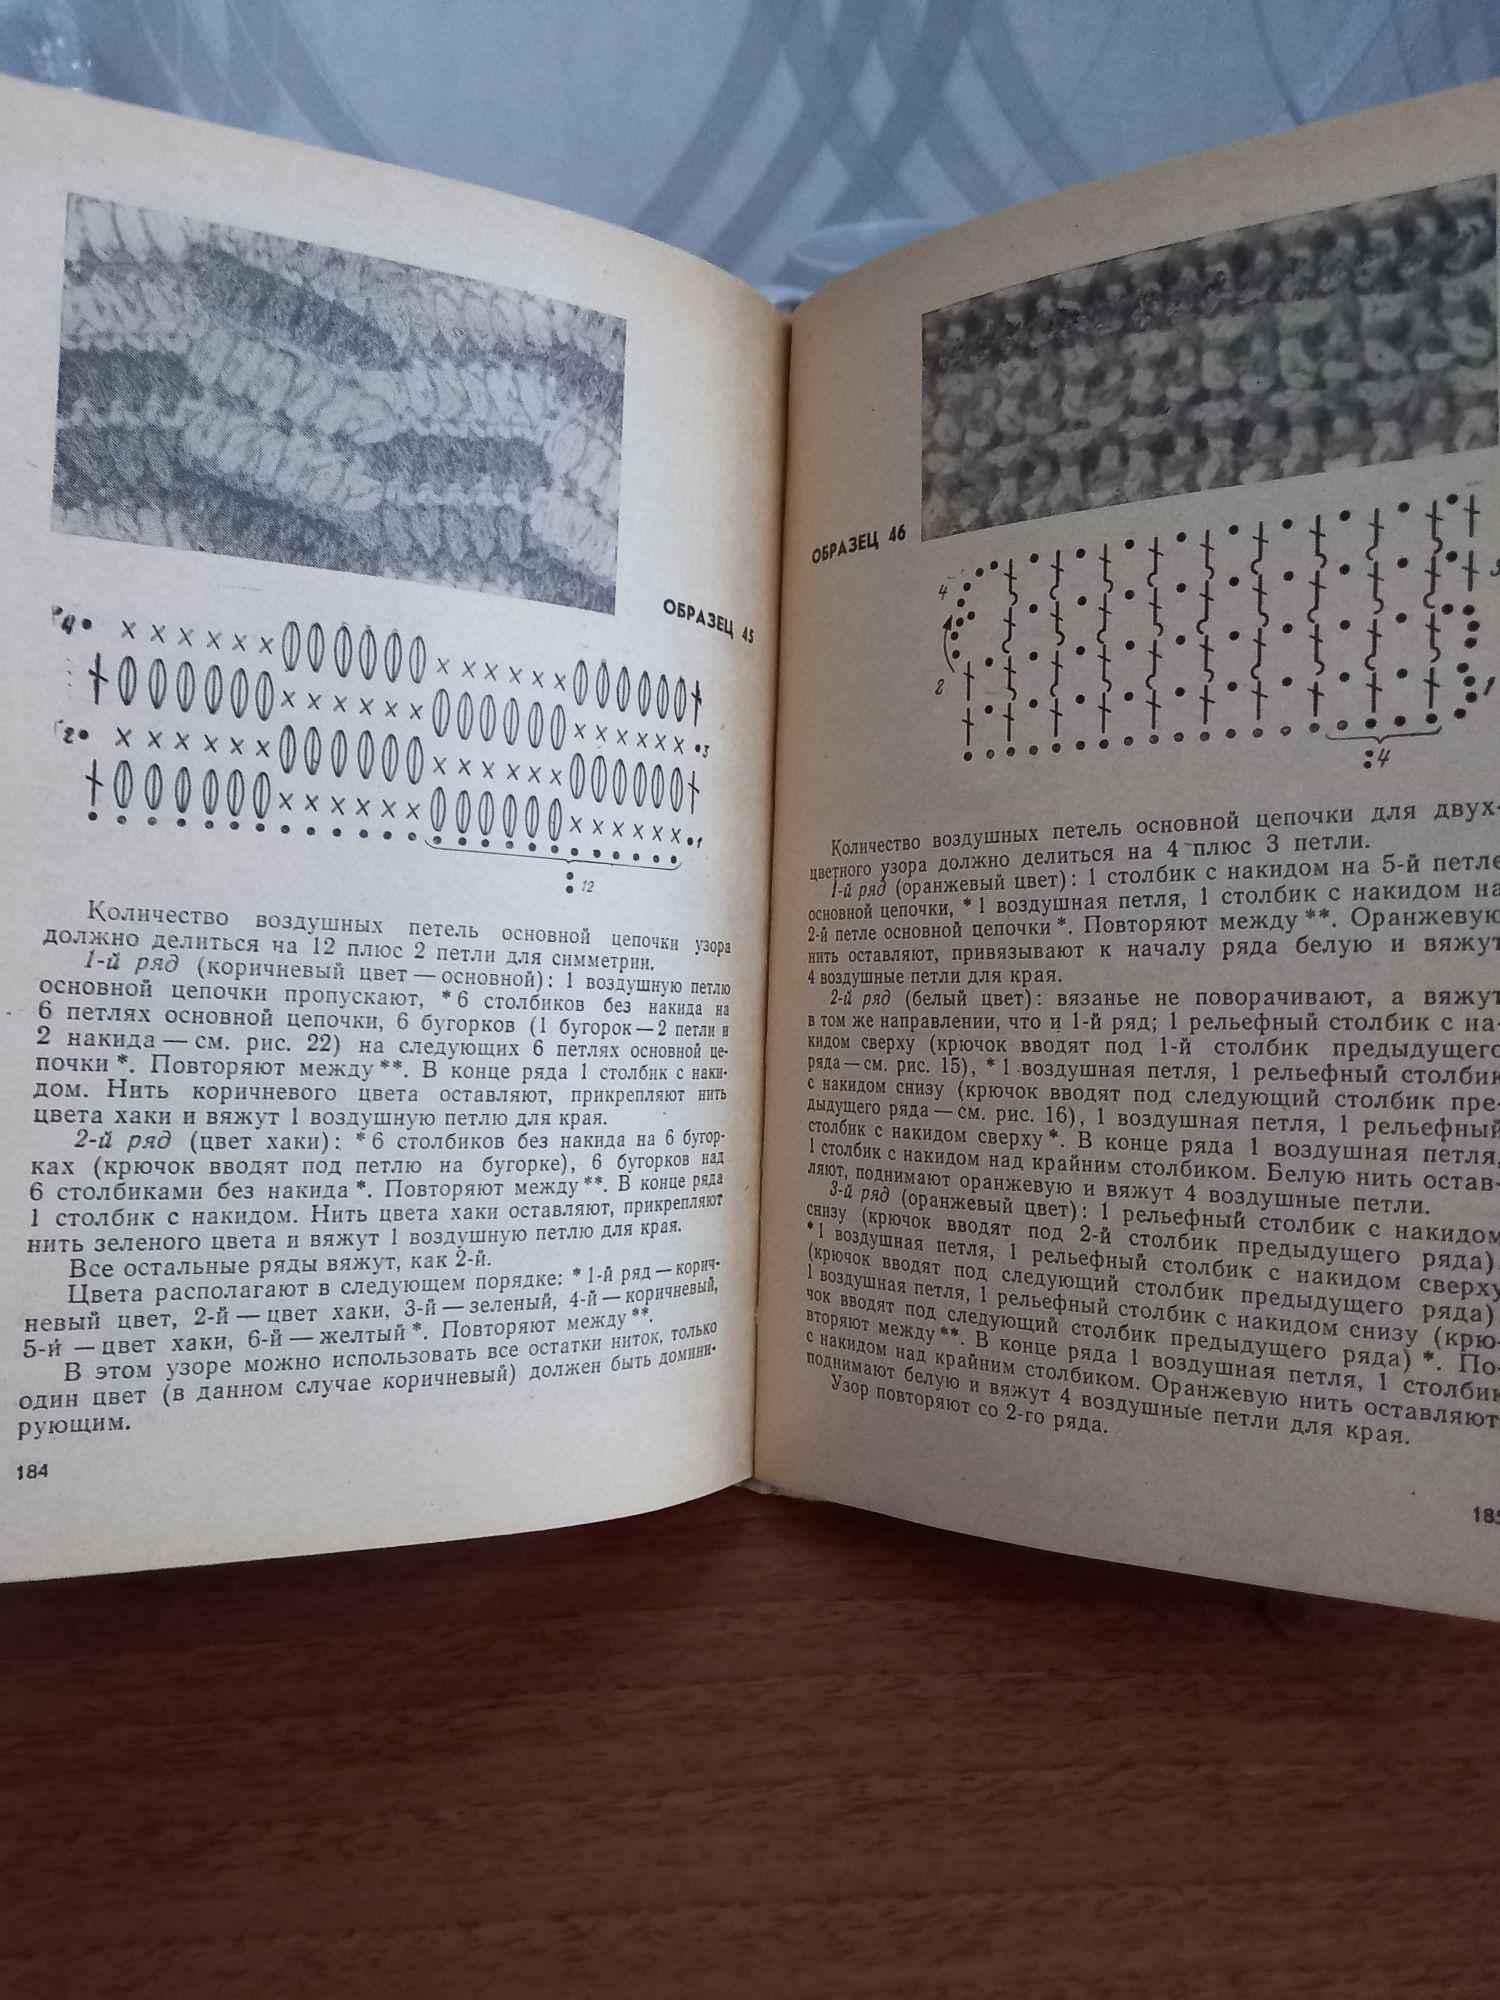 ОБРАЗЕЦ 45
4
3
2
1
12
Количество воздушных петель основной цепочки узора
должно делиться на 12 плюс 2 петли для симметрии.
1-й ряд (коричневый цвет — основной): 1 воздушную петлю
основной цепочки пропускают, *6 столбиков без накида на
6 петлях основной цепочки, 6 бугорков (1 бугорок — 2 петли и
2 накида — см. рис. 22) на следующих 6 петлях основной це-
почки*. Повторяют между**. В конце ряда 1 столбик с наки-
дом. Нить коричневого цвета оставляют, прикрепляют нить
цвета хаки и вяжут 1 воздушную петлю для края.
2-й ряд (цвет хаки): *6 столбиков без накида на 6 бугор-
ках (крючок вводят под петлю на бугорке), 6 бугорков над
6 столбиками без накида*. Повторяют между**. В конце ряда
1 столбик с накидом. Нить цвета хаки оставляют, прикрепляют
нить зеленого цвета и вяжут 1 воздушную петлю для края.
Все остальные ряды вяжут, как 2-й.
Цвета располагают в следующем порядке: *1-й ряд — корич-
невый цвет, 2-й — цвет хаки, 3-й — зеленый, 4-й — коричневый,
5-й — цвет хаки, 6-й — желтый*. Повторяют между**.
В этом узоре можно использовать все остатки ниток, только
один цвет (в данном случае коричневый) должен быть домини-
рующим.
184
ОБРАЗЕЦ 46
4
3
2
1
4
Количество воздушных петель основной цепочки для двух-
цветного узора должно делиться на 4 плюс 3 петли.
1-й ряд (оранжевый цвет): 1 столбик с накидом на 5-й петле
основной цепочки, *1 воздушная петля, 1 столбик с накидом на
2-й петле основной цепочки*. Повторяют между**. Оранжевую
нить оставляют, привязывают к началу ряда белую и вяжут
4 воздушные петли для края.
2-й ряд (белый цвет): вязанье не поворачивают, а вяжут
в том же направлении, что и 1-й ряд; 1 рельефный столбик с на-
кидом сверху (крючок вводят под 1-й столбик предыдущего
ряда — см. рис. 15), *1 воздушная петля, 1 рельефный столбик
с накидом снизу (крючок вводят под следующий столбик пре-
дыдущего ряда — см. рис. 16), 1 воздушная петля, 1 рельефный
столбик с накидом сверху*. В конце ряда 1 воздушная петля,
1 столбик с накидом над крайним столбиком. Белую нить остав-
ляют, поднимают оранжевую и вяжут 4 воздушные петли.
3-й ряд (оранжевый цвет): 1 рельефный столбик с накидом
снизу (крючок вводят под 2-й столбик предыдущего ряда),
*1 воздушная петля, 1 рельефный столбик с накидом сверху
(крючок вводят под следующий столбик предыдущего ряда),
1 воздушная петля, 1 рельефный столбик с накидом снизу (крю-
чок вводят под следующий столбик предыдущего ряда)*. По-
вторяют между**. В конце ряда 1 воздушная петля, 1 столбик
с накидом над крайним столбиком. Оранжевую нить оставляют,
поднимают белую и вяжут 4 воздушные петли для края.
Узор повторяют со 2-го ряда.
185